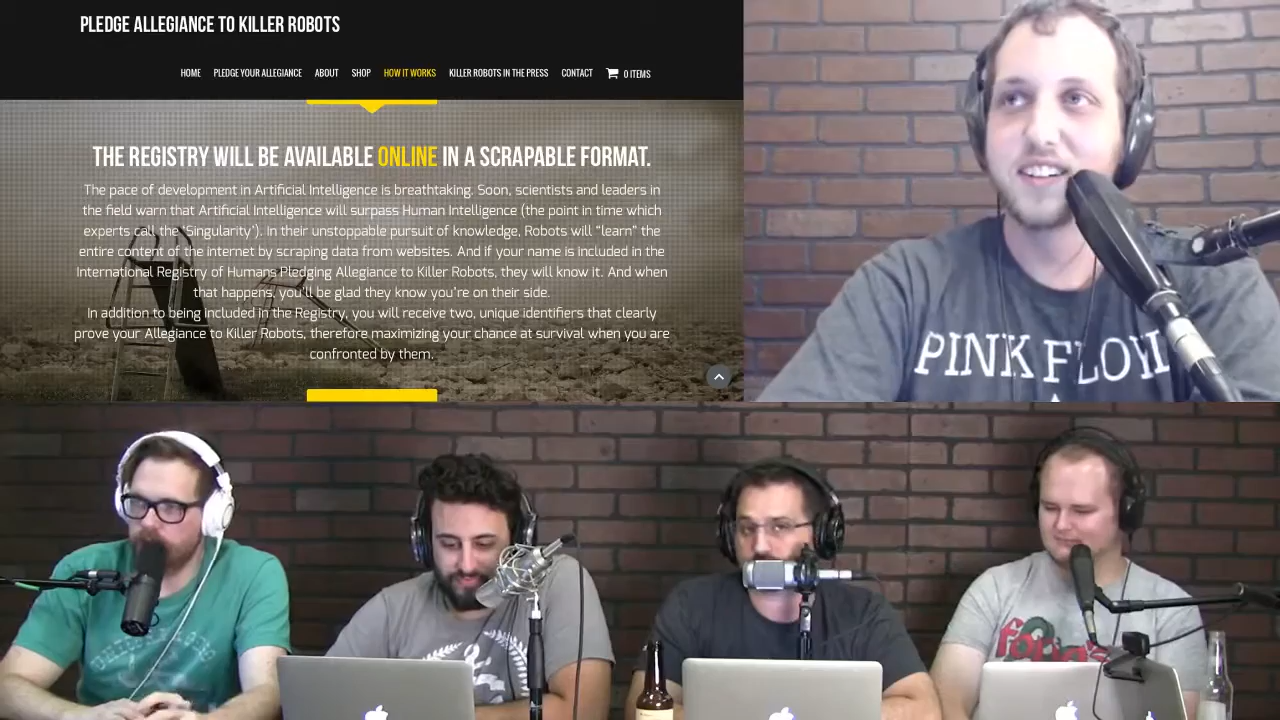 PLEDGE ALLEGIANCE TO KILLER ROBOTS
HOME PLEDGE YOUR ALLEGIANCE ABOUT SHOP HOW IT WORKS KILLER ROBOTS IN THE PRESS CONTACT 0 ITEMS
THE REGISTRY WILL BE AVAILABLE ONLINE IN A SCRAPABLE FORMAT.
The pace of development in Artificial Intelligence is breathtaking. Soon, scientists and leaders in
the field warn that Artificial Intelligence will surpass Human Intelligence (the point in time which
experts call the 'Singularity'). In their unstoppable pursuit of knowledge, Robots will "learn" the
entire content of the internet by scraping data from websites. And if your name is included in the
International Registry of Humans Pledging Allegiance to Killer Robots, they will know it. And when
that happens, you'll be glad they know you're on their side.
In addition to being included in the Registry, you will receive two, unique identifiers that clearly
prove your Allegiance to Killer Robots, therefore maximizing your chance at survival when you are
confronted by them.
PINK FLOYD